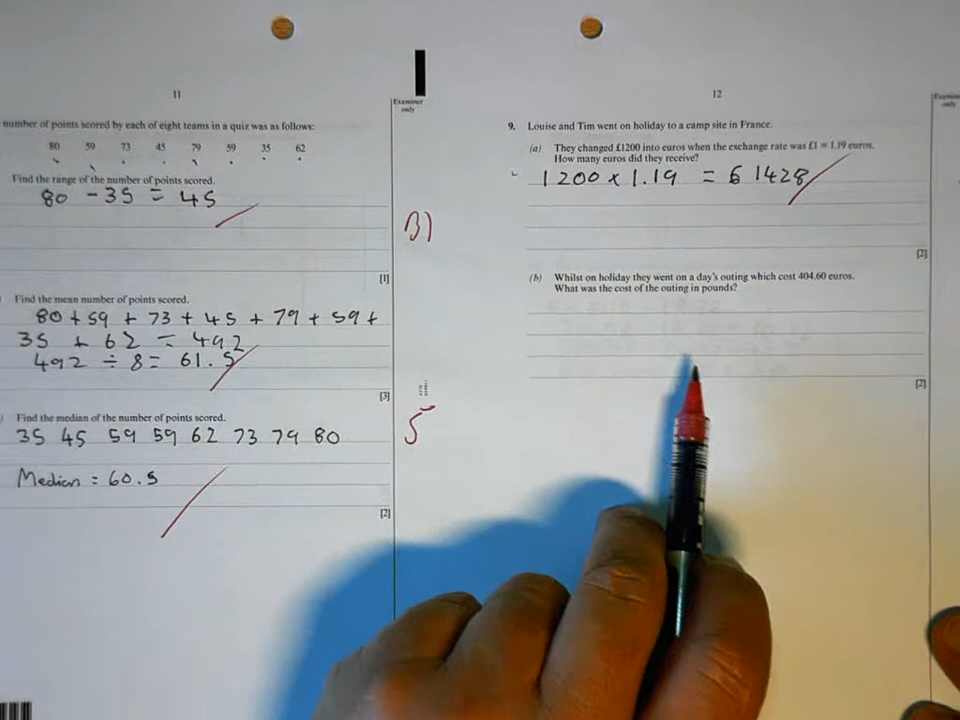 11
Examiner
only
number of points scored by each of eight teams in a quiz was as follows:
80 59 73 45 79 59 35 62
Find the range of the number of points scored.
80 - 35 = 45
[1]
Find the mean number of points scored.
80 + 59 + 73 + 45 + 79 + 59 +
35 + 62 = 492
492 ÷ 8 = 61.5
[3]
Find the median of the number of points scored.
35 45 59 59 62 73 79 80
Median = 60.5
[2]
5
12
Examiner
only
9. Louise and Tim went on holiday to a camp site in France.
(a) They changed £1200 into euros when the exchange rate was £1 = 1.19 euros.
How many euros did they receive?
1200 x 1.19 = € 1428
[2]
(b) Whilst on holiday they went on a day's outing which cost 404.60 euros.
What was the cost of the outing in pounds?
[2]